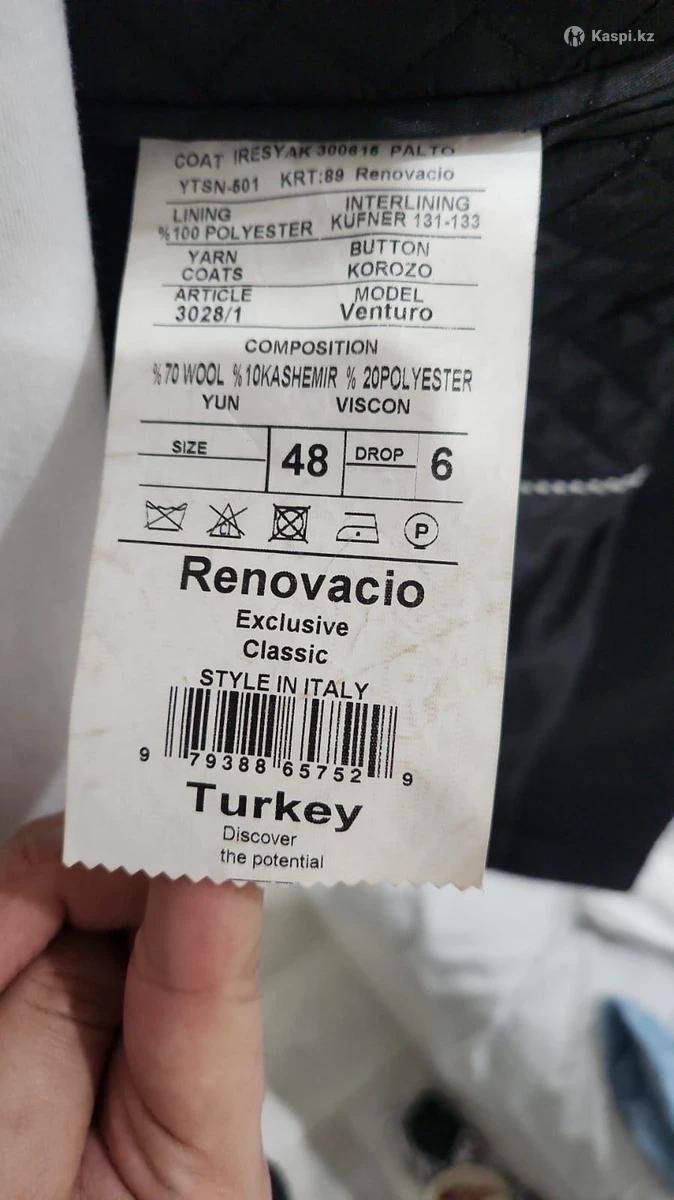 Kaspi.kz
COAT IRESYAK 300616 PALTO
YTSN-501 KRT:89 Renovacio
LINING INTERLINING
%100 POLYESTER KUFNER 131-133
YARN BUTTON
COATS KOROZO
ARTICLE MODEL
3028/1 Venturo
COMPOSITION
%70 WOOL %10KASHEMIR % 20POLYESTER
YUN VISCON
SIZE 48 DROP 6
CL P
Renovacio
Exclusive
Classic
STYLE IN ITALY
9 79388 65752 9
Turkey
Discover
the potential